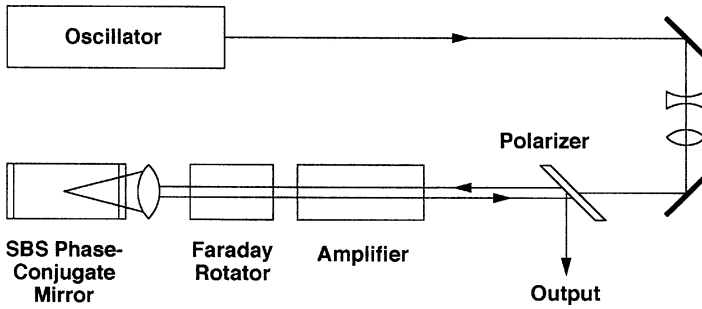 Oscillator
Polarizer
SBS Phase-
Conjugate
Mirror
Faraday
Rotator
Amplifier
Output